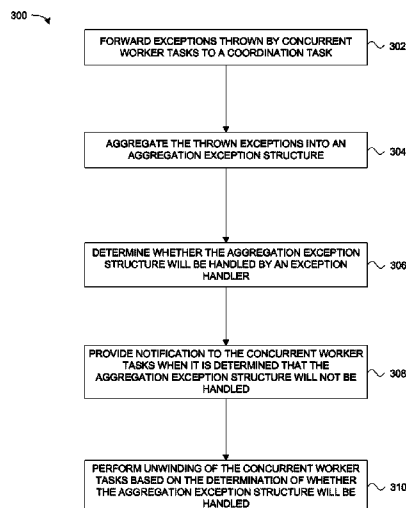 300
FORWARD EXCEPTIONS THROWN BY CONCURRENT
WORKER TASKS TO A COORDINATION TASK
302
AGGREGATE THE THROWN EXCEPTIONS INTO AN
AGGREGATION EXCEPTION STRUCTURE
304
DETERMINE WHETHER THE AGGREGATION EXCEPTION
STRUCTURE WILL BE HANDLED BY AN EXCEPTION
HANDLER
306
PROVIDE NOTIFICATION TO THE CONCURRENT WORKER
TASKS WHEN IT IS DETERMINED THAT THE
AGGREGATION EXCEPTION STRUCTURE WILL NOT BE
HANDLED
308
PERFORM UNWINDING OF THE CONCURRENT WORKER
TASKS BASED ON THE DETERMINATION OF WHETHER
THE AGGREGATION EXCEPTION STRUCTURE WILL BE
HANDLED
310